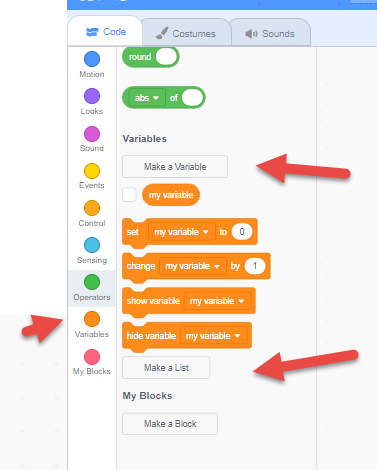 Code
Costumes
Sounds
Motion
Looks
Sound
Events
Control
Sensing
Operators
Variables
My Blocks
round
abs of
Variables
Make a Variable
my variable
set my variable to 0
change my variable by 1
show variable my variable
hide variable my variable
Make a List
My Blocks
Make a Block